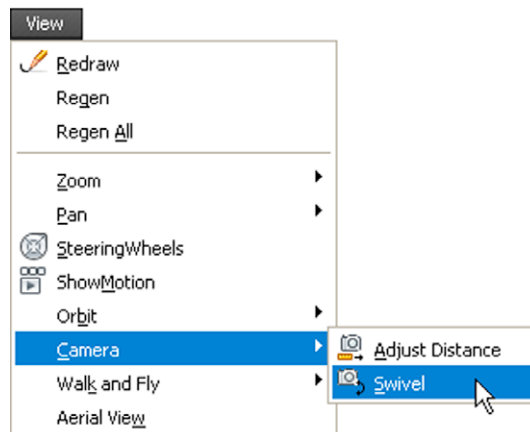 View
Redraw
Regen
Regen All
Zoom
Pan
SteeringWheels
ShowMotion
Orbit
Camera
Adjust Distance
Swivel
Walk and Fly
Aerial View